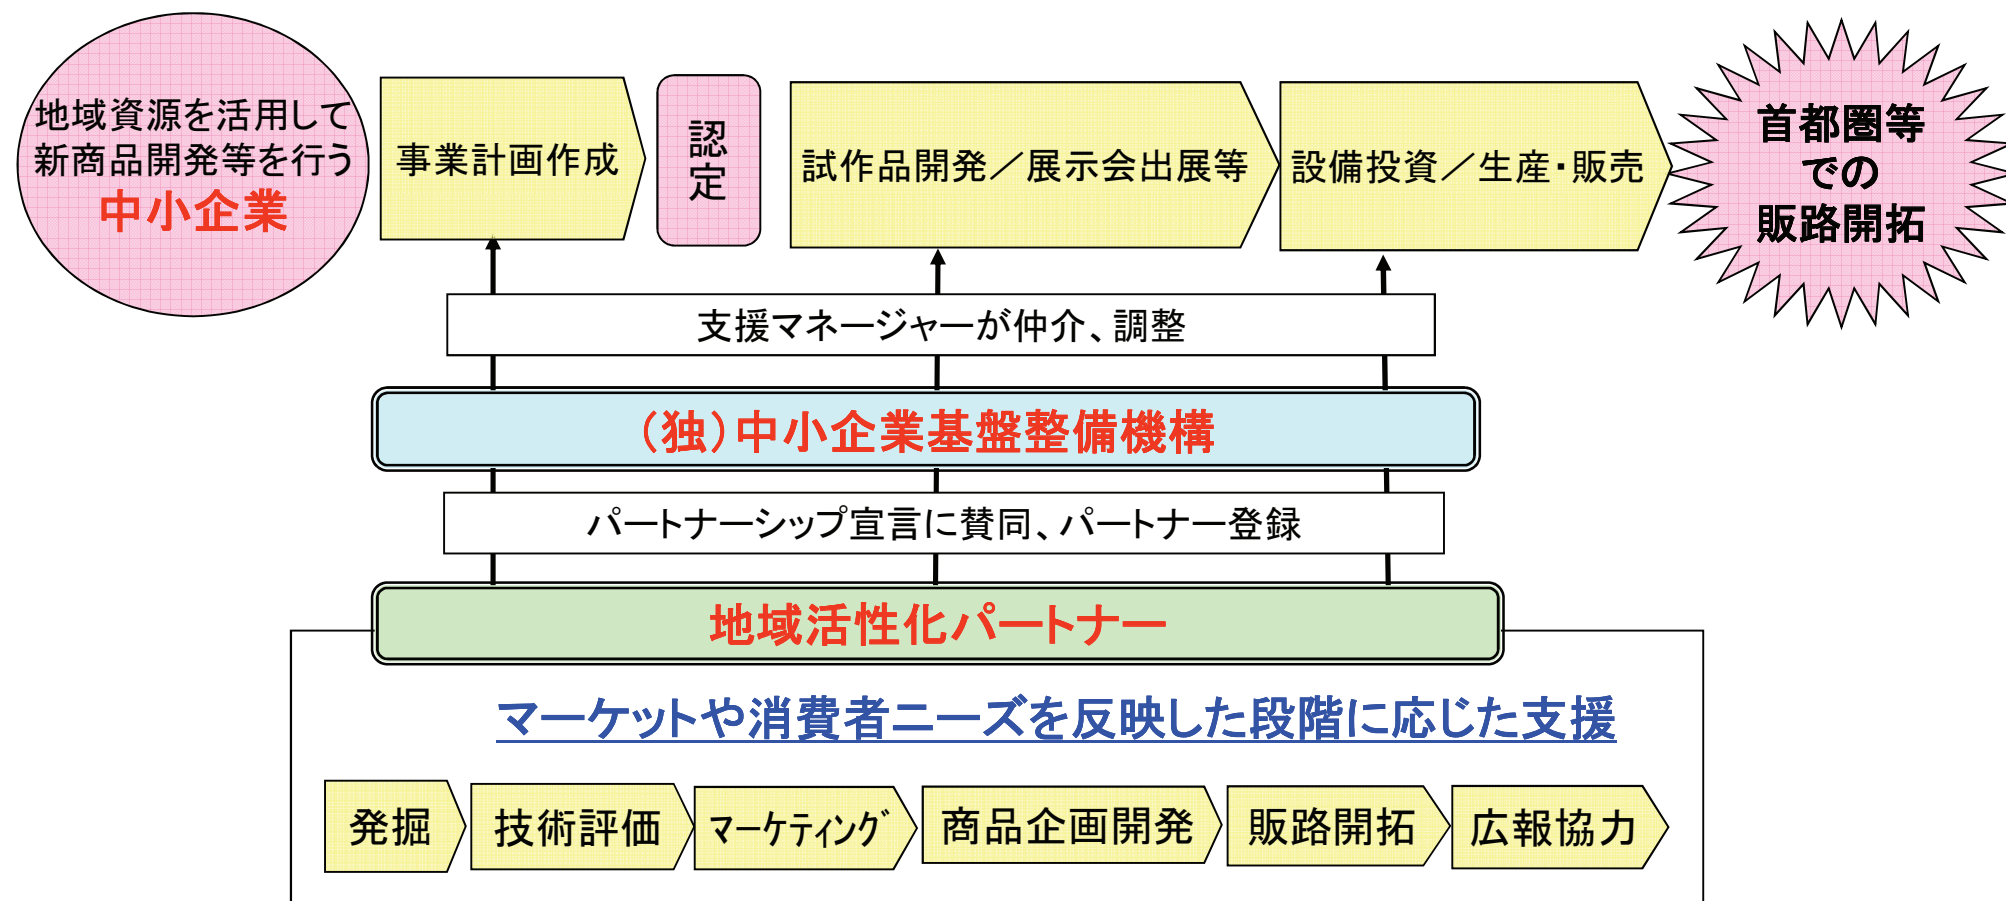 地域資源を活用して
新商品開発等を行う
中小企業
事業計画作成
認
定
試作品開発／展示会出展等
設備投資／生産・販売
首都圏等
での
販路開拓
支援マネージャーが仲介、調整
（独）中小企業基盤整備機構
パートナーシップ宣言に賛同、パートナー登録
地域活性化パートナー
マーケットや消費者ニーズを反映した段階に応じた支援
発掘
技術評価
マーケティング
商品企画開発
販路開拓
広報協力